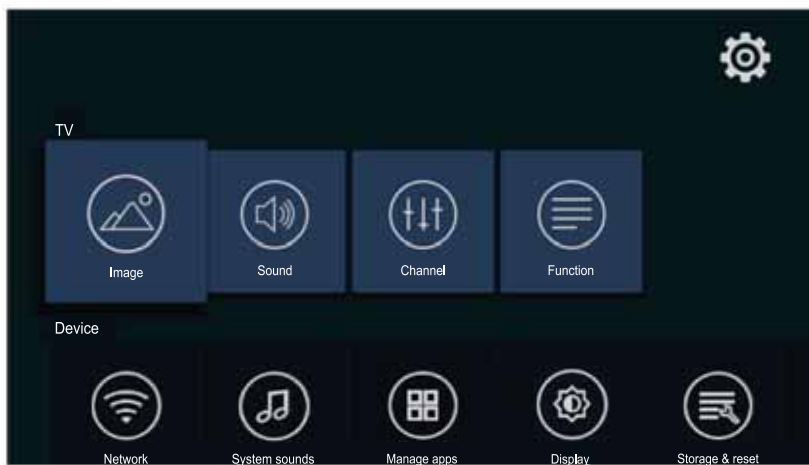 TV
Image
Sound
Channel
Function
Device
Network
System sounds
Manage apps
Display
Storage & reset